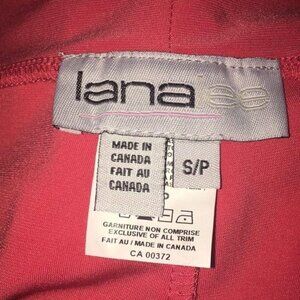 lana lee
MADE IN
CANADA
FAIT AU
CANADA
S/P
GARNITURE NON COMPRISE
EXCLUSIVE OF ALL TRIM
FAIT AU / MADE IN CANADA
CA 00372